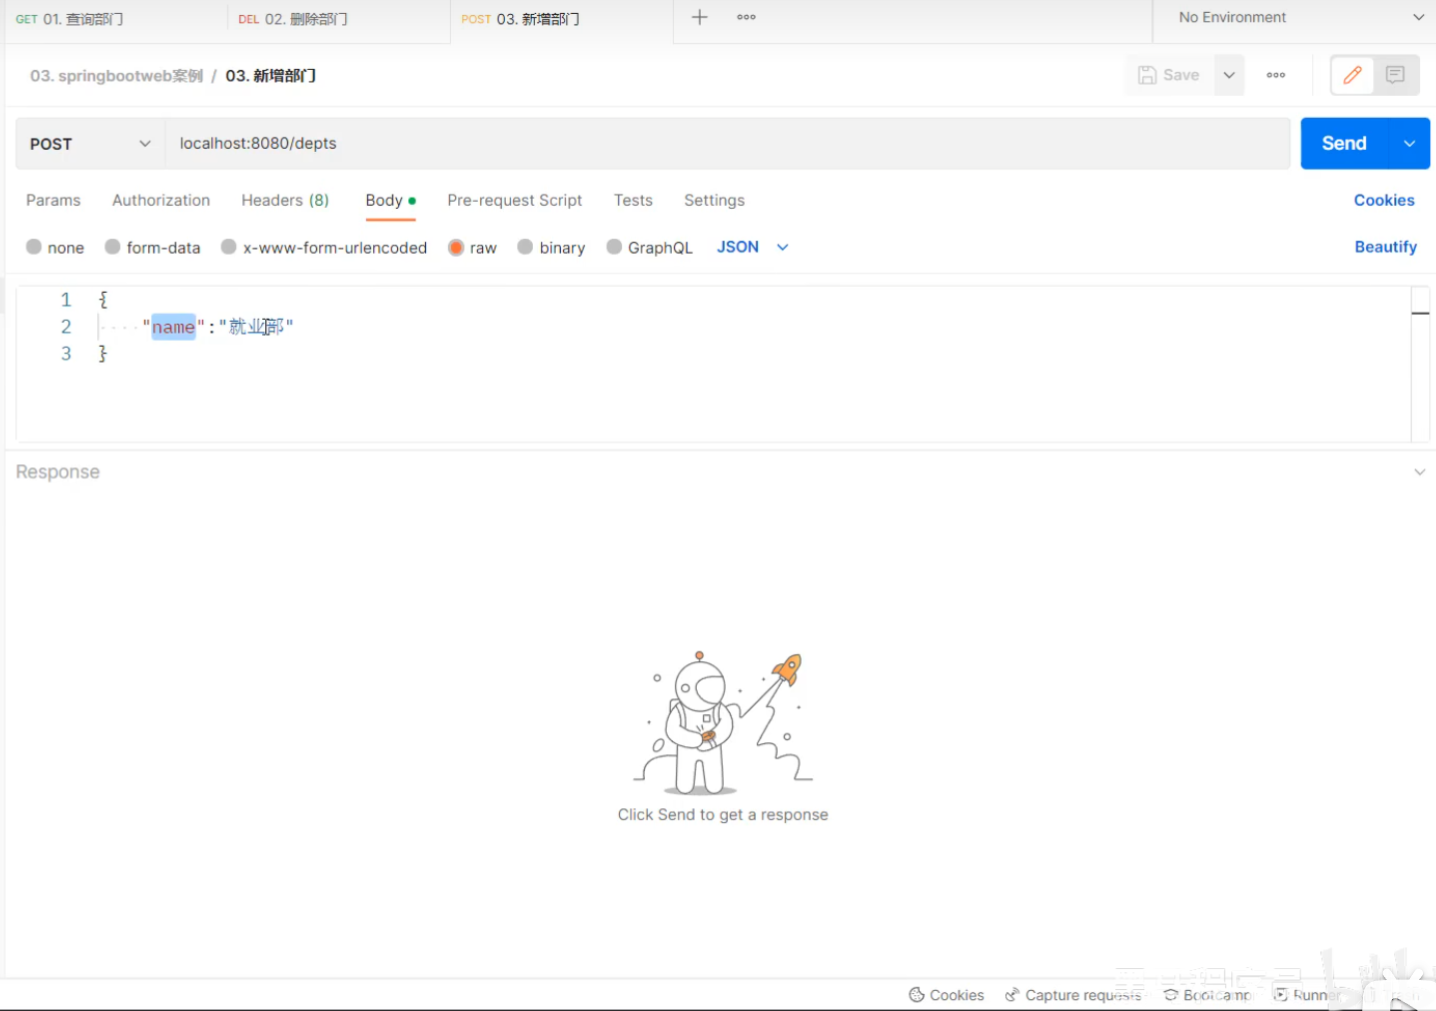 GET 01. 查询部门 DEL 02. 删除部门 POST 03. 新增部门 No Environment
03. springbootweb案例 / 03. 新增部门 Save
POST localhost:8080/depts Send
Params Authorization Headers (8) Body Pre-request Script Tests Settings Cookies
none form-data x-www-form-urlencoded raw binary GraphQL JSON Beautify
1 {
2 "name":"就业部"
3 }
Response
Click Send to get a response
Cookies Capture requests Bootcamp Runner